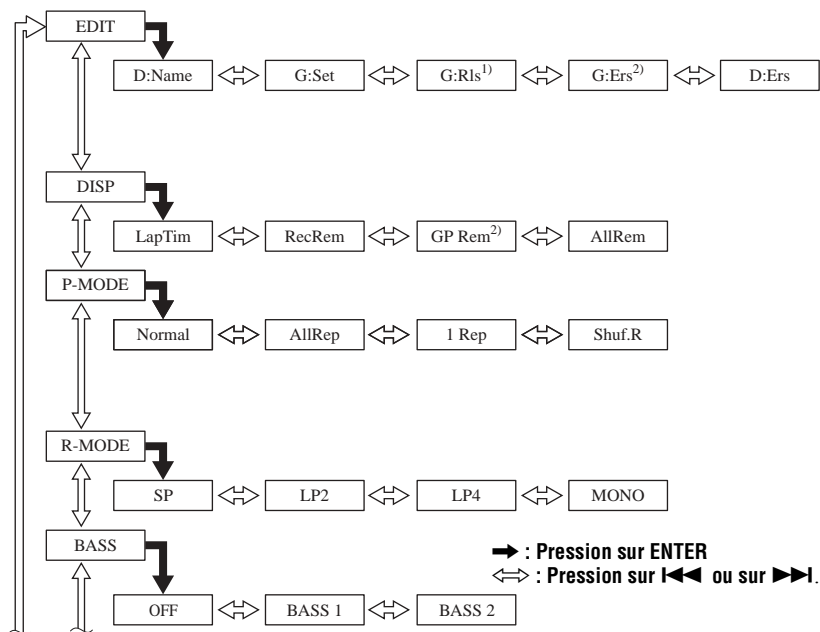 EDIT
D:Name G:Set G:Rls1) G:Ers2) D:Ers
DISP
LapTim RecRem GP Rem2) AllRem
P-MODE
Normal AllRep 1 Rep Shuf.R
R-MODE
SP LP2 LP4 MONO
BASS
: Pression sur ENTER
: Pression sur ou sur .
OFF BASS 1 BASS 2